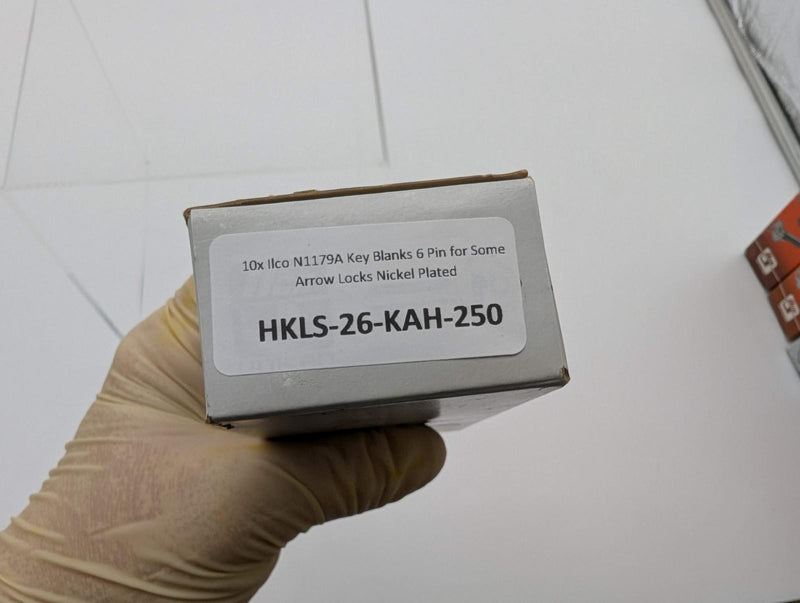 10x Ilco N1179A Key Blanks 6 Pin for Some
Arrow Locks Nickel Plated
HKLS-26-KAH-250